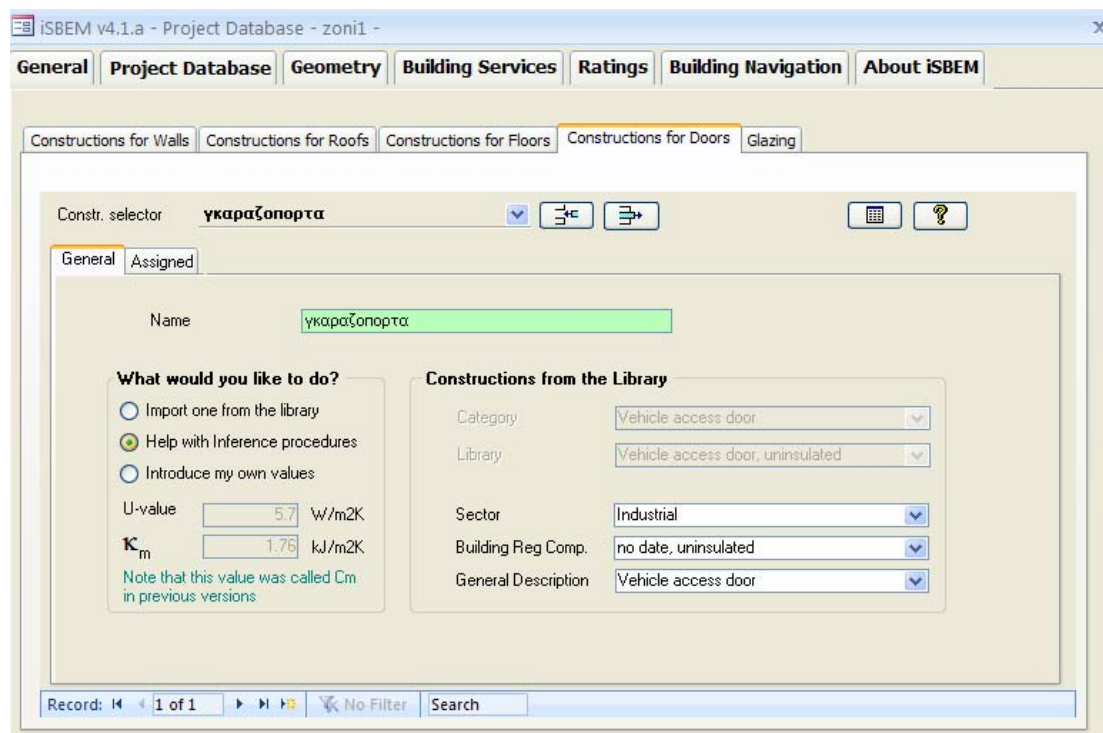 iSBEM v4.1.a - Project Database - zoni1 -
General Project Database Geometry Building Services Ratings Building Navigation About iSBEM
Constructions for Walls Constructions for Roofs Constructions for Floors Constructions for Doors Glazing
Constr. selector γκαραζοπορτα
General Assigned
Name γκαραζοπορτα
What would you like to do?
Import one from the library
Help with Inference procedures
Introduce my own values
U-value 5.7 W/m2K
κm 1.76 kJ/m2K
Note that this value was called Cm
in previous versions
Constructions from the Library
Category Vehicle access door
Library Vehicle access door, uninsulated
Sector Industrial
Building Reg Comp. no date, uninsulated
General Description Vehicle access door
Record: 1 of 1 No Filter Search